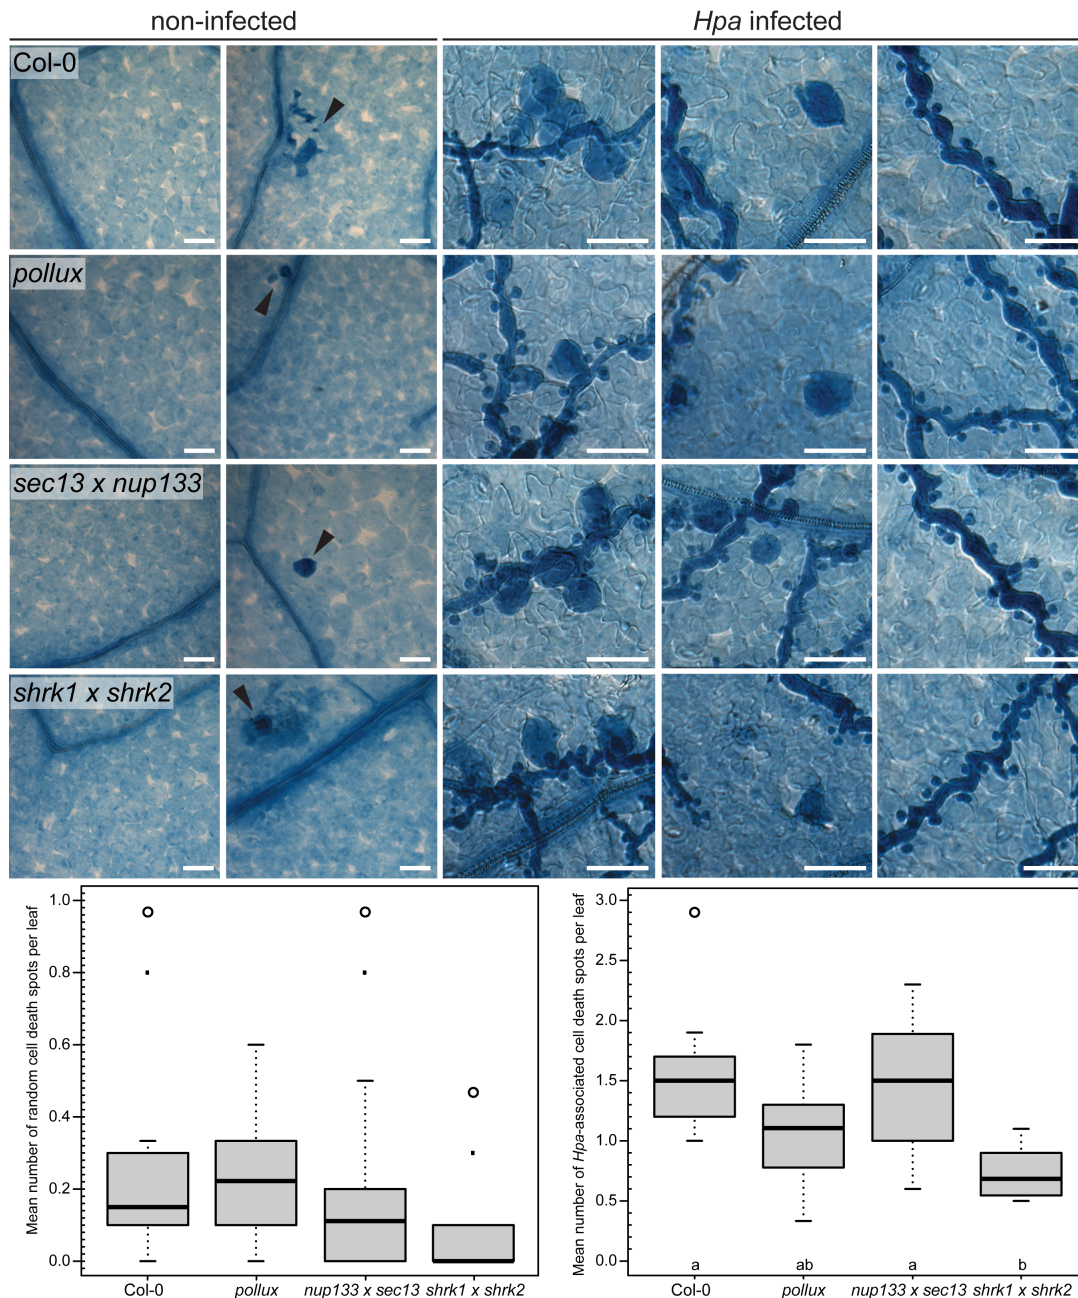 non-infected
Hpa infected
Col-0
pollux
sec13 x nup133
shrk1 x shrk2
Mean number of random cell death spots per leaf
1.0
0.8
0.6
0.4
0.2
0.0
Col-0 pollux nup133 x sec13 shrk1 x shrk2
Mean number of Hpa-associated cell death spots per leaf
3.0
2.5
2.0
1.5
1.0
0.5
0.0
a ab a b
Col-0 pollux nup133 x sec13 shrk1 x shrk2